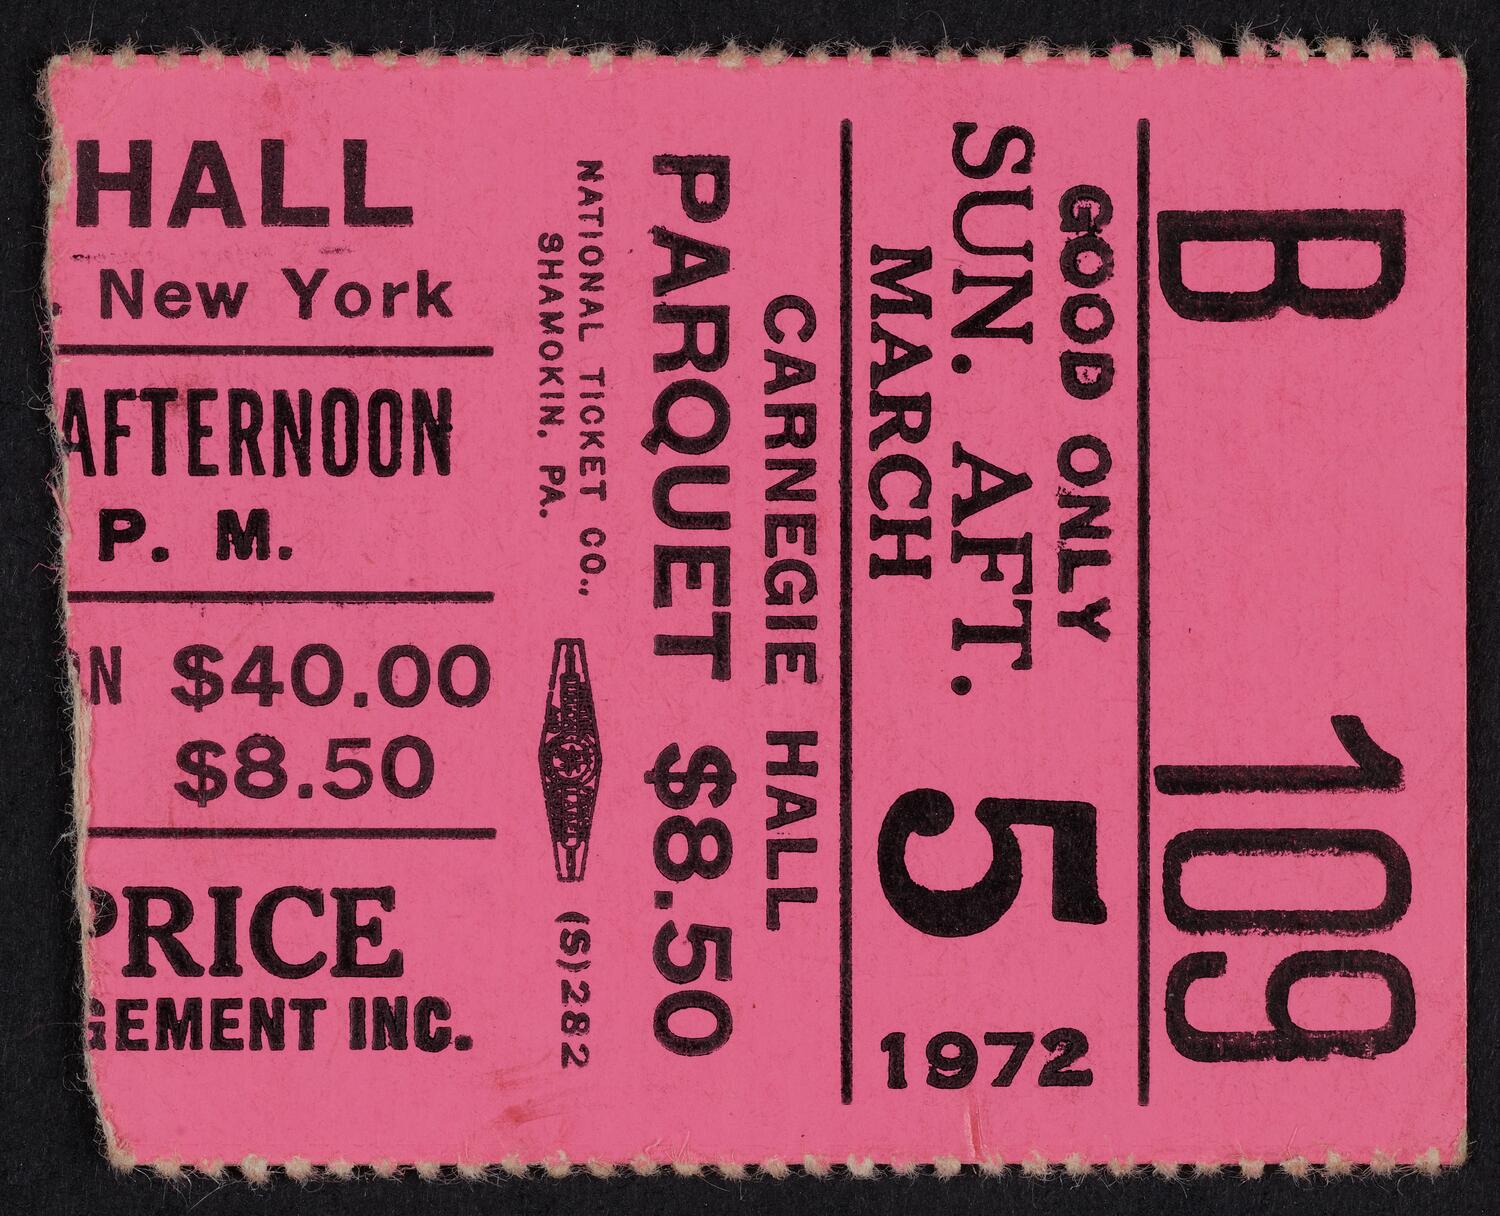 HALL
. New York
AFTERNOON
P. M.
N $40.00
$8.50
PRICE
GEMENT INC.
B 109
GOOD ONLY
SUN. AFT. 5
MARCH 1972
CARNEGIE HALL
PARQUET $8.50
NATIONAL TICKET CO.,
SHAMOKIN, PA. (S)282